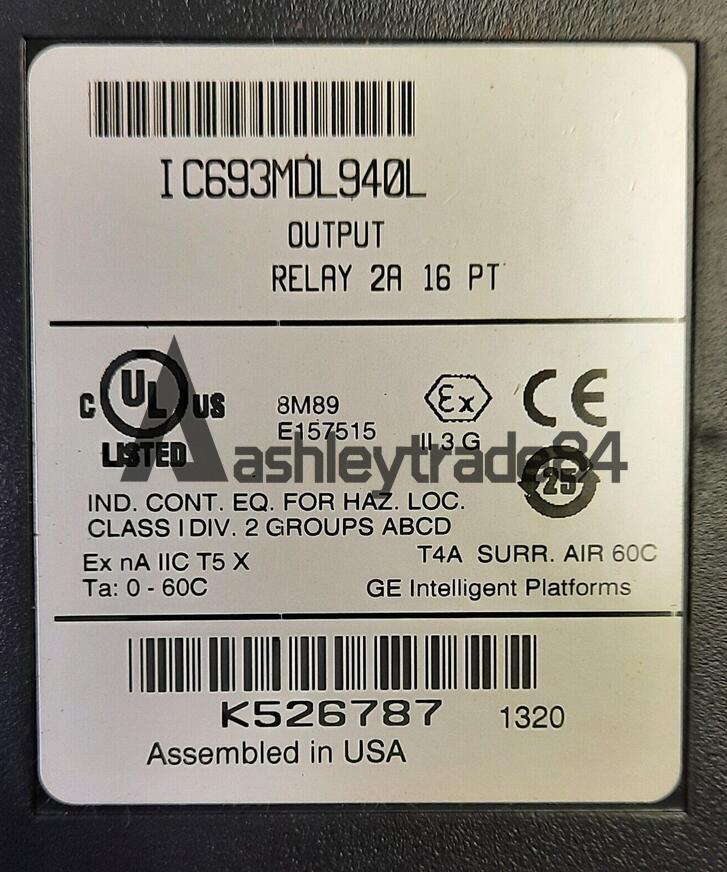 IC693MDL940L
OUTPUT
RELAY 2A 16 PT
C UL US
LISTED
8M89
E157515
Ex
II 3 G
CE
25
Aashleytrade84
IND. CONT. EQ. FOR HAZ. LOC.
CLASS I DIV. 2 GROUPS ABCD
Ex nA IIC T5 X
T4A SURR. AIR 60C
Ta: 0 - 60C
GE Intelligent Platforms
K526787 1320
Assembled in USA